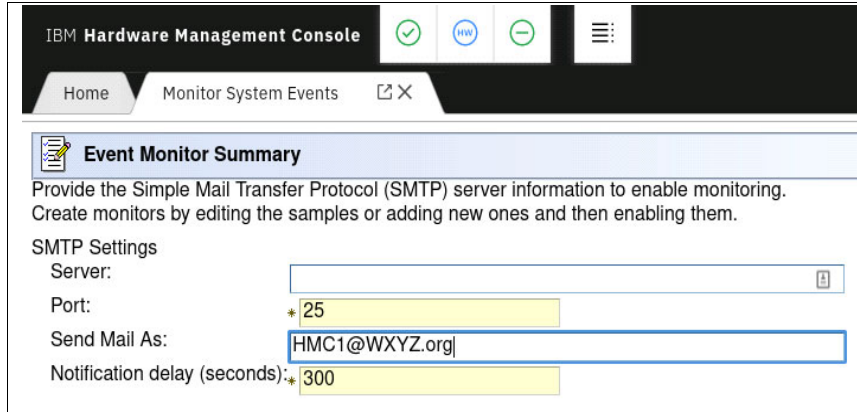 IBM Hardware Management Console
HW
Home
Monitor System Events
Event Monitor Summary
Provide the Simple Mail Transfer Protocol (SMTP) server information to enable monitoring.
Create monitors by editing the samples or adding new ones and then enabling them.
SMTP Settings
Server:
Port:
* 25
Send Mail As:
HMC1@WXYZ.org
Notification delay (seconds):
* 300